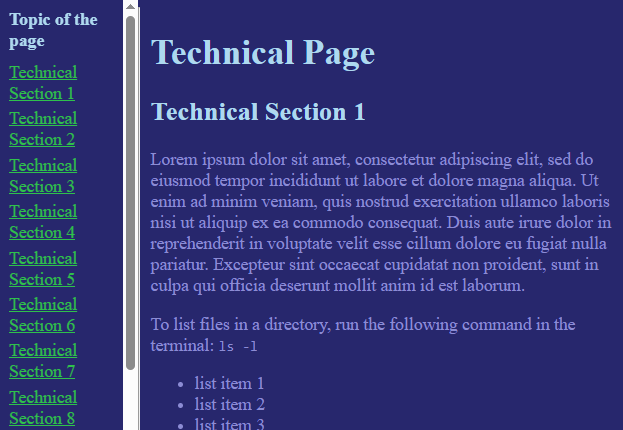 Topic of the
page
Technical
Section 1
Technical
Section 2
Technical
Section 3
Technical
Section 4
Technical
Section 5
Technical
Section 6
Technical
Section 7
Technical
Section 8
Technical Page
Technical Section 1
Lorem ipsum dolor sit amet, consectetur adipiscing elit, sed do
eiusmod tempor incididunt ut labore et dolore magna aliqua. Ut
enim ad minim veniam, quis nostrud exercitation ullamco laboris
nisi ut aliquip ex ea commodo consequat. Duis aute irure dolor in
reprehenderit in voluptate velit esse cillum dolore eu fugiat nulla
pariatur. Excepteur sint occaecat cupidatat non proident, sunt in
culpa qui officia deserunt mollit anim id est laborum.
To list files in a directory, run the following command in the
terminal: ls -l
• list item 1
• list item 2
• list item 3